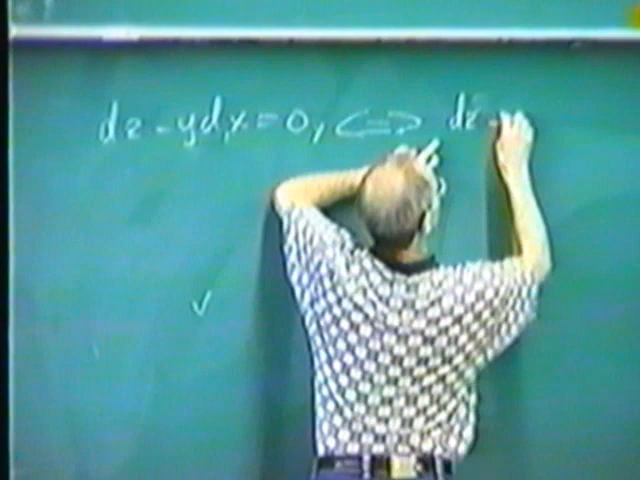 dz - ydx = 0, <=> dz̄ -